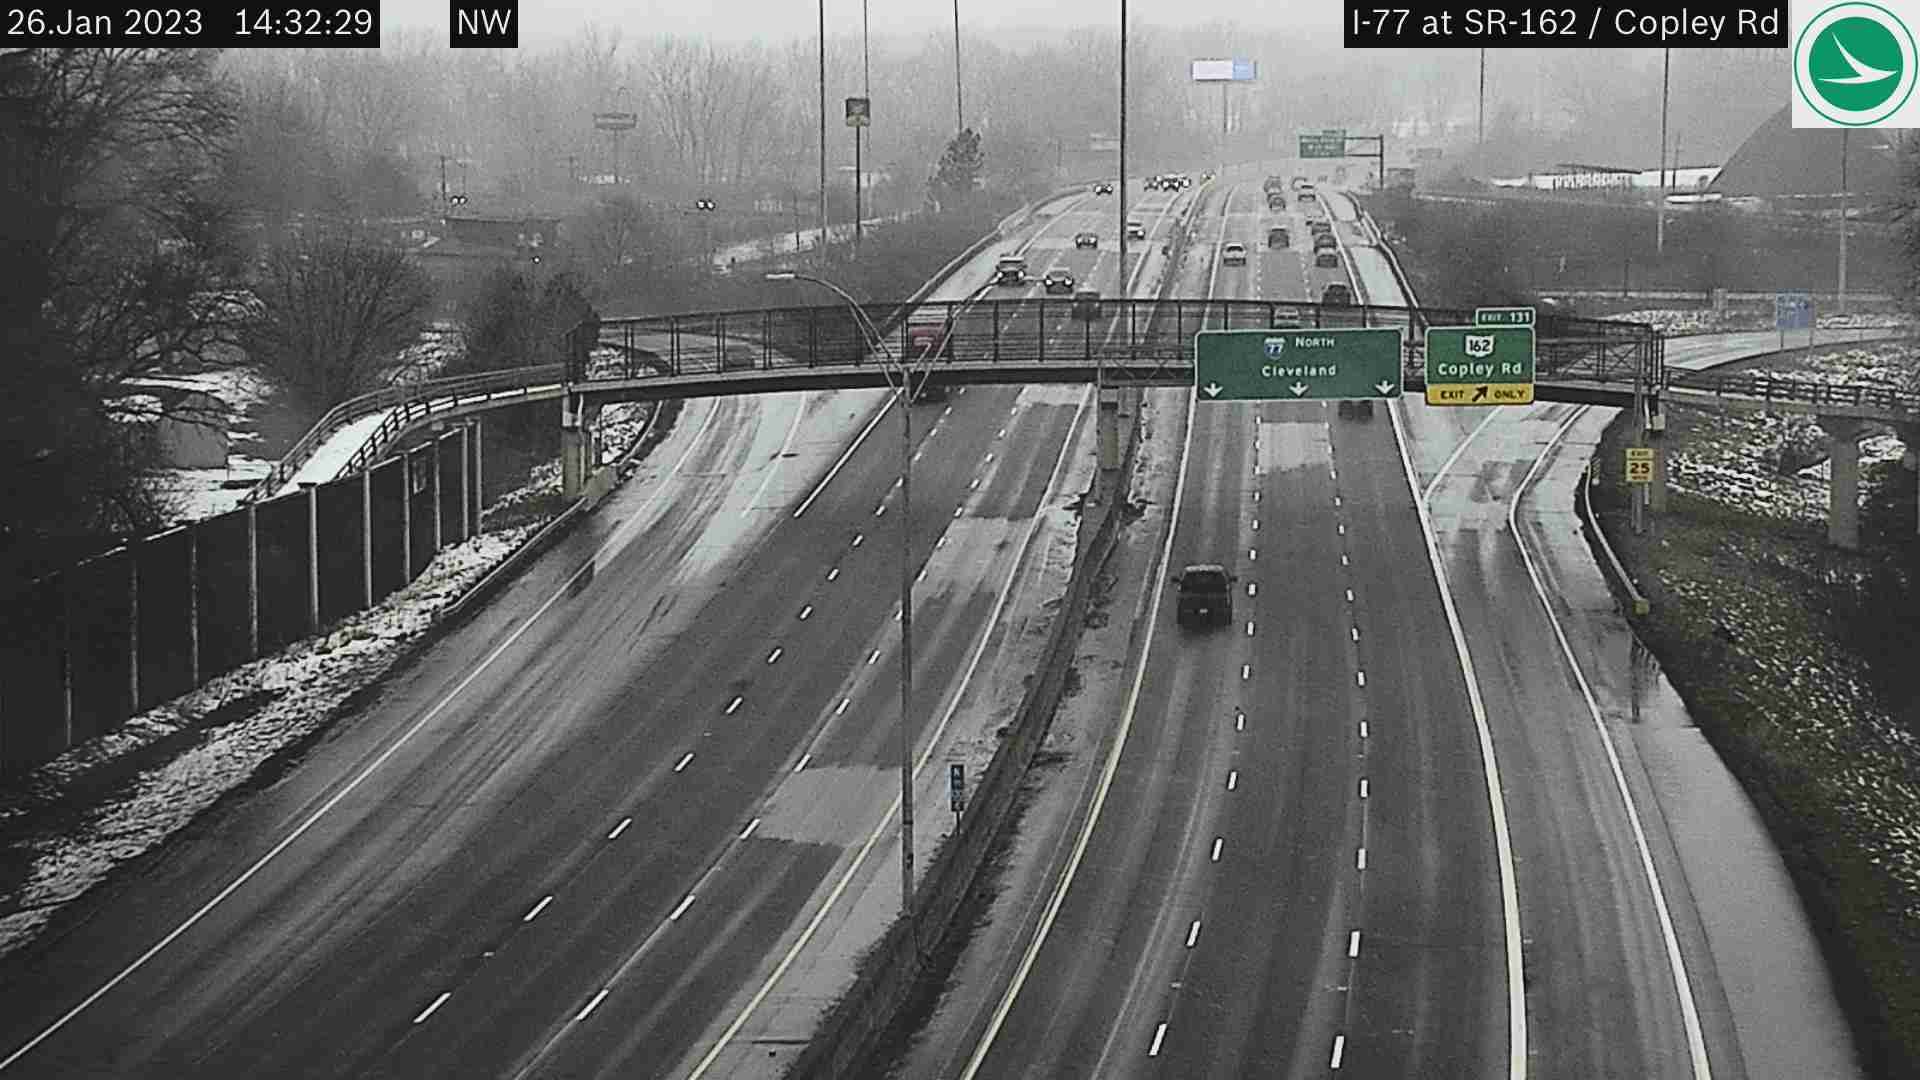 26.Jan 2023 14:32:29
NW
I-77 at SR-162 / Copley Rd
EXIT 131
77 NORTH
Cleveland
162
Copley Rd
EXIT ONLY
EXIT
25